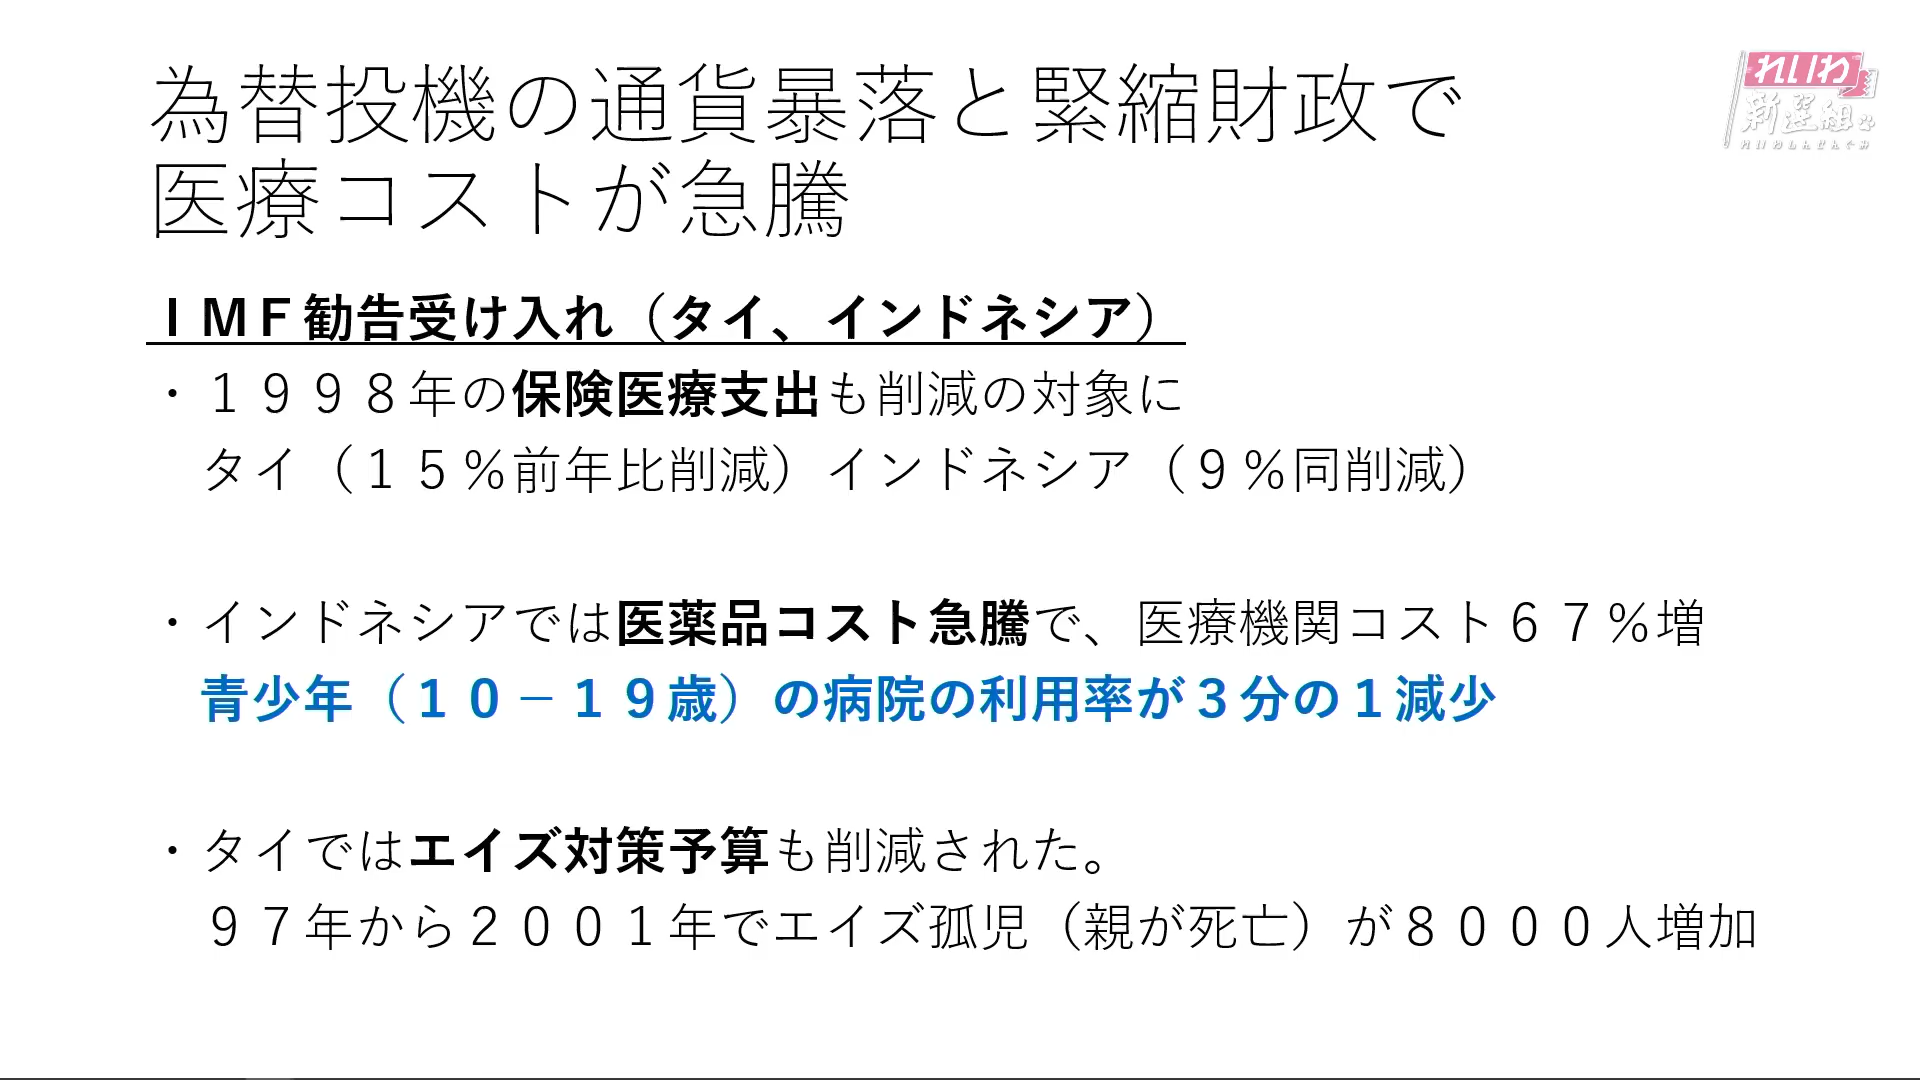 為替投機の通貨暴落と緊縮財政で
医療コストが急騰
れいわ
新選組
れいわしんせんぐみ
ＩＭＦ勧告受け入れ（タイ、インドネシア）
・１９９８年の保険医療支出も削減の対象に
タイ（１５％前年比削減）インドネシア（９％同削減）
・インドネシアでは医薬品コスト急騰で、医療機関コスト６７％増
青少年（１０－１９歳）の病院の利用率が３分の１減少
・タイではエイズ対策予算も削減された。
９７年から２００１年でエイズ孤児（親が死亡）が８０００人増加